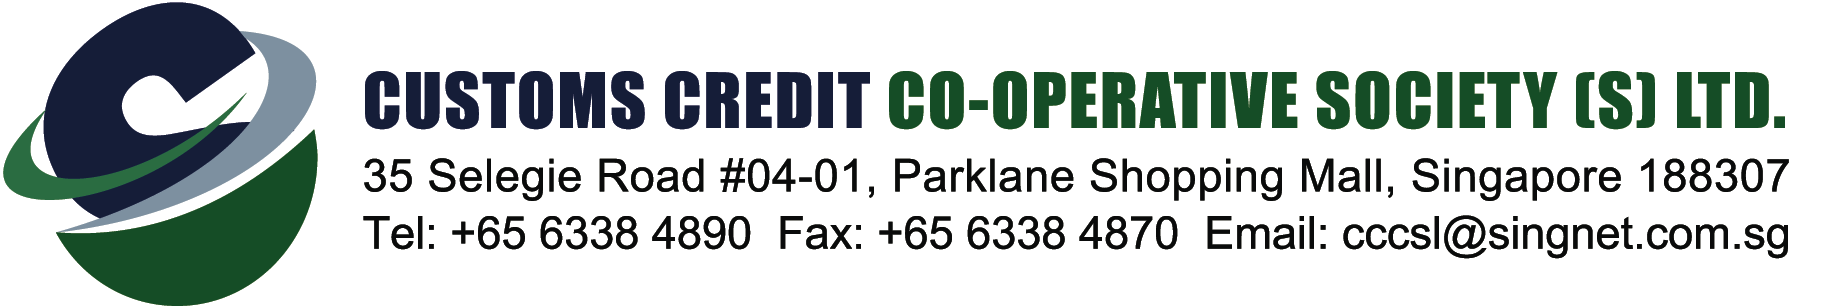 CUSTOMS CREDIT CO-OPERATIVE SOCIETY (S) LTD.
35 Selegie Road #04-01, Parklane Shopping Mall, Singapore 188307
Tel: +65 6338 4890 Fax: +65 6338 4870 Email: cccsl@singnet.com.sg